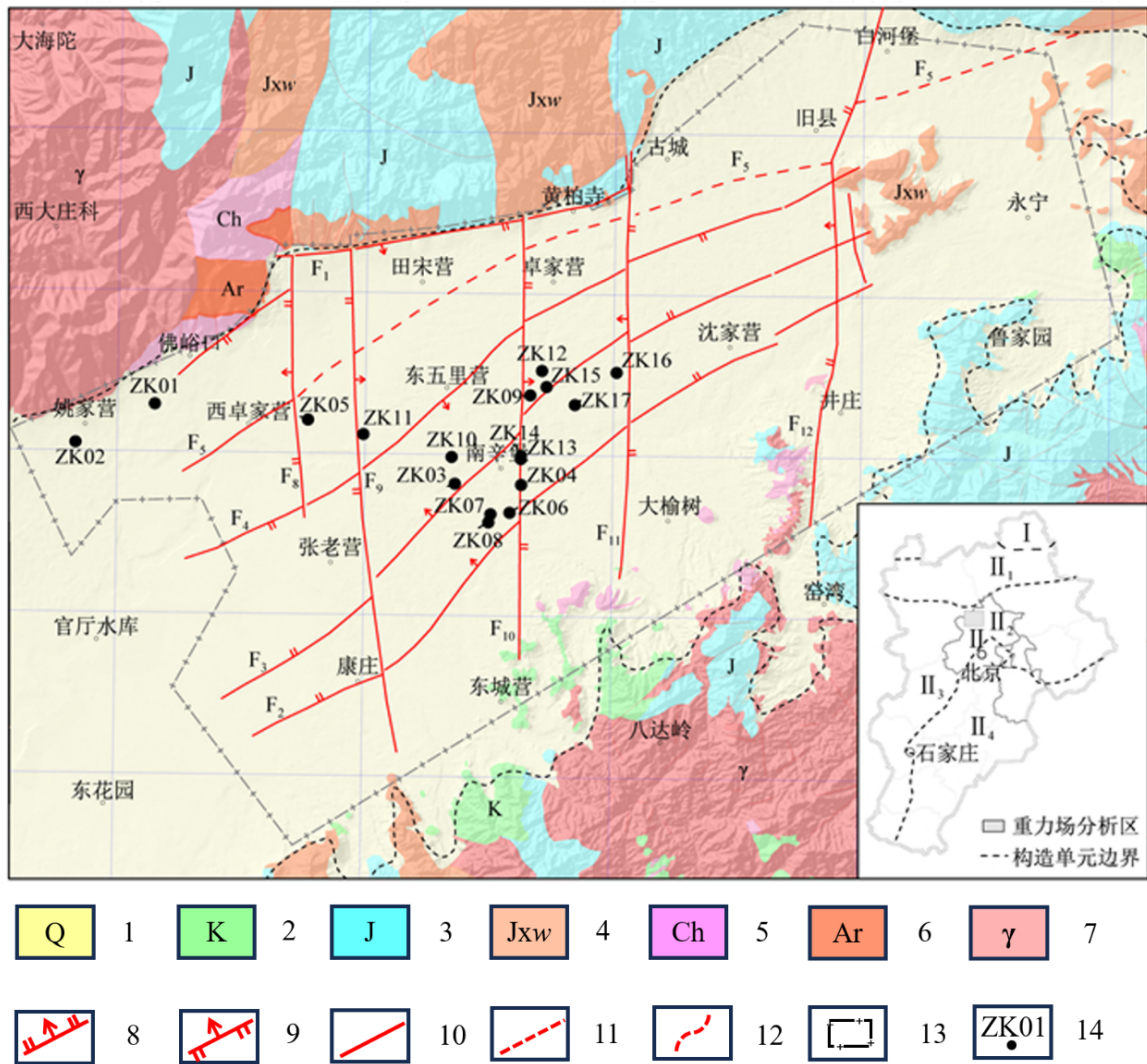 大海陀
J
Jxw
J
Jxw
J
白河堡
F5
旧县
γ
古城
F5
西大庄科
Ch
黄柏寺
Jxw
永宁
F1
田宋营
卓家营
Ar
佛峪口
沈家营
鲁家园
ZK01
东五里营
ZK12
ZK15
ZK16
ZK09
ZK17
姚家营
西卓家营
ZK05
ZK11
井庄
F12
ZK02
F5
ZK10
ZK14
南辛
ZK13
J
F8
F9
ZK03
ZK04
F4
ZK07
ZK06
大榆树
ZK08
张老营
F11
岱湾
官厅水库
F10
F3
康庄
东城营
J
F2
八达岭
γ
东花园
K
I
II1
II2
II
北京
II3
II4
石家庄
重力场分析区
构造单元边界
Q 1 K 2 J 3 Jxw 4 Ch 5 Ar 6 γ 7
8 9 10 11 12 13 ZK01 14